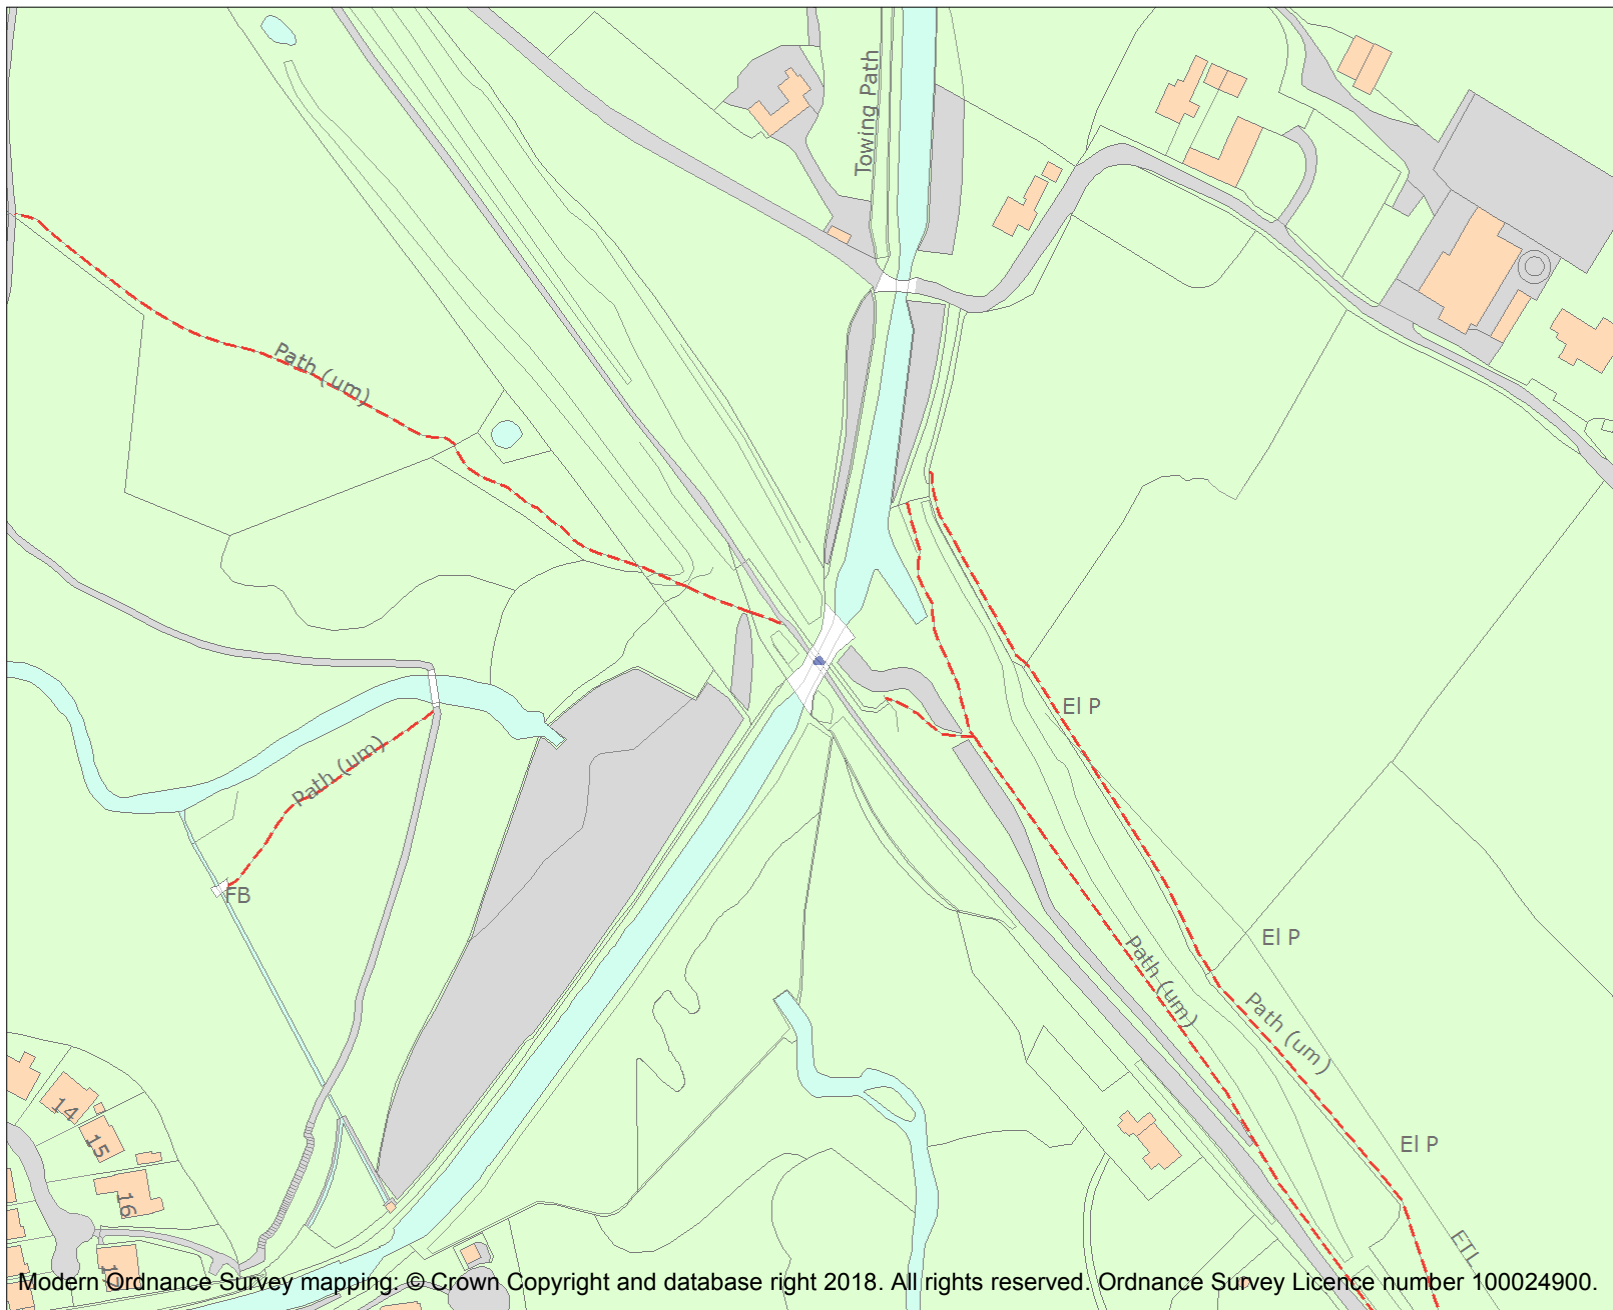 Towing Path
Path (um)
El P
Path (um)
FB
El P
Path (um)
Path (um)
14
15
El P
16
ETL
Modern Ordnance Survey mapping: © Crown Copyright and database right 2018. All rights reserved. Ordnance Survey Licence number 100024900.